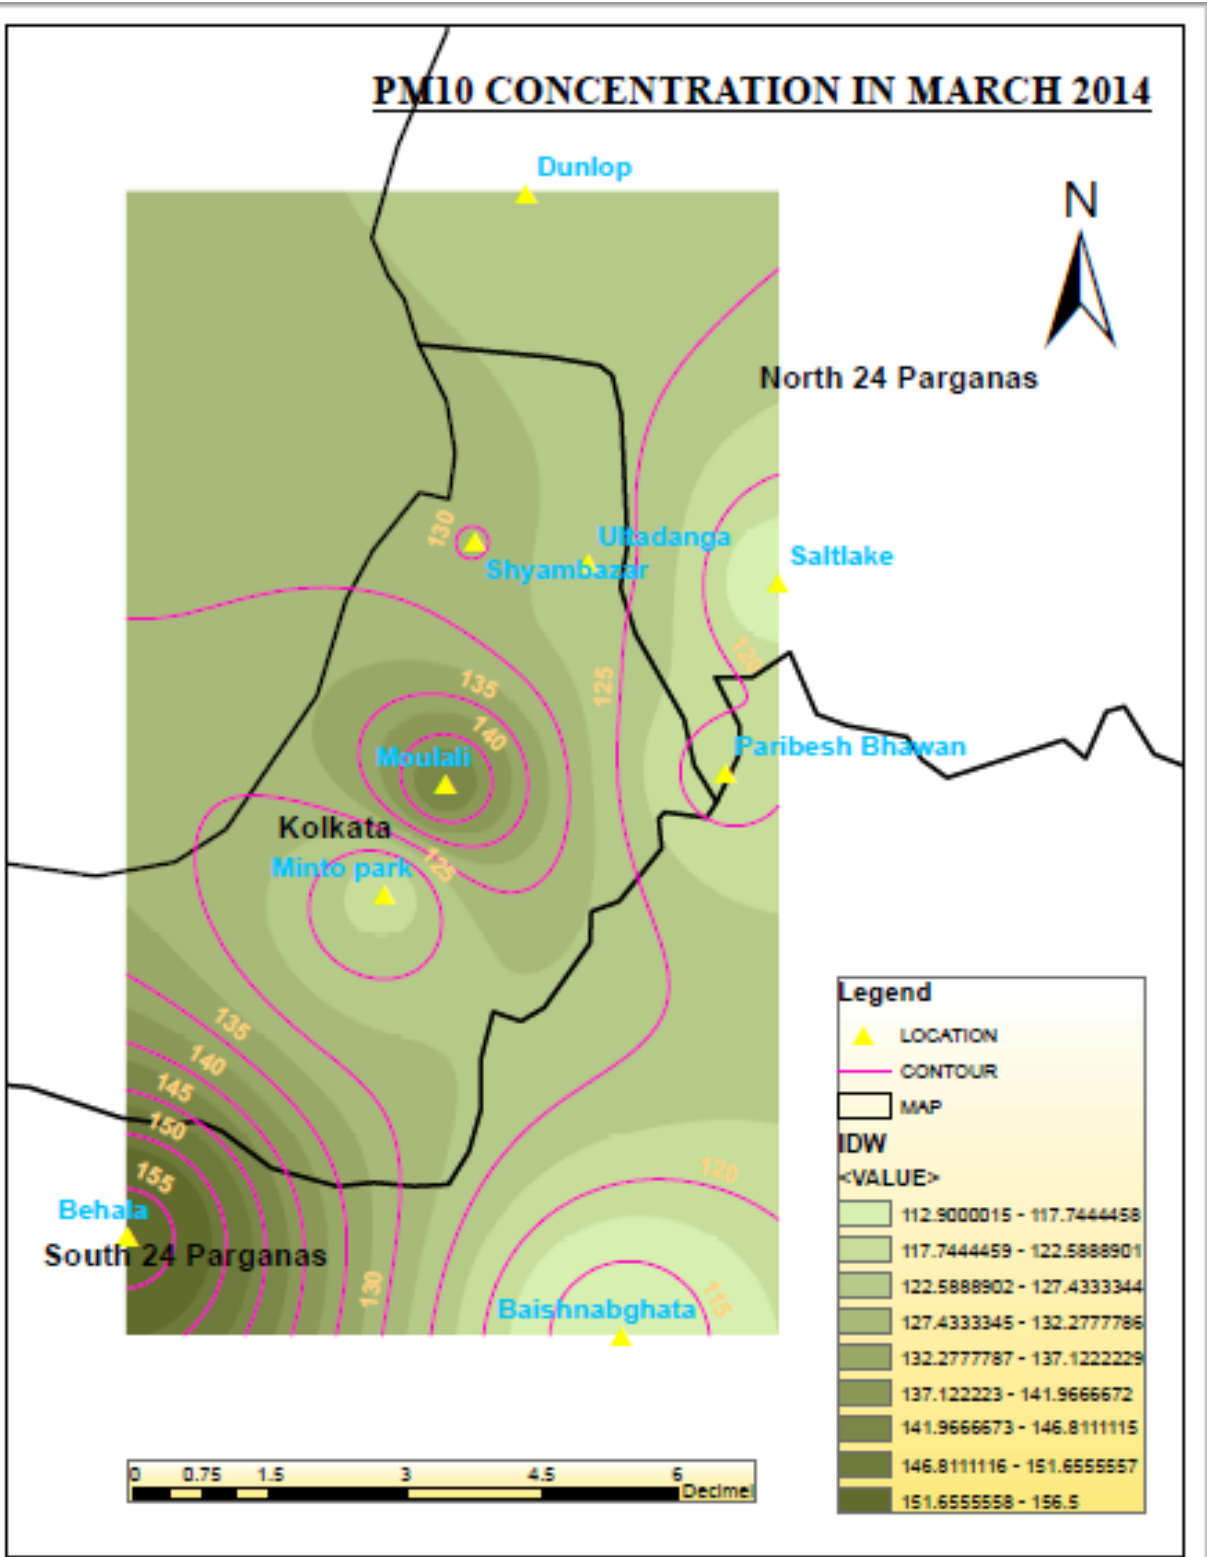 PM10 CONCENTRATION IN MARCH 2014
Dunlop
N
North 24 Parganas
130
Ultadanga
Shyambazar
Saltlake
120
135
125
140
Moulali
Paribesh Bhawan
Kolkata
125
Minto park
135
140
145
150
155
120
Behala
South 24 Parganas
130
115
Baishnabghata
Legend
LOCATION
CONTOUR
MAP
IDW
<VALUE>
112.9000015 - 117.7444458
117.7444459 - 122.5888901
122.5888902 - 127.4333344
127.4333345 - 132.2777786
132.2777787 - 137.1222229
137.122223 - 141.9666672
141.9666673 - 146.8111115
146.8111116 - 151.6555557
151.6555558 - 156.5
0 0.75 1.5 3 4.5 6
Decimel